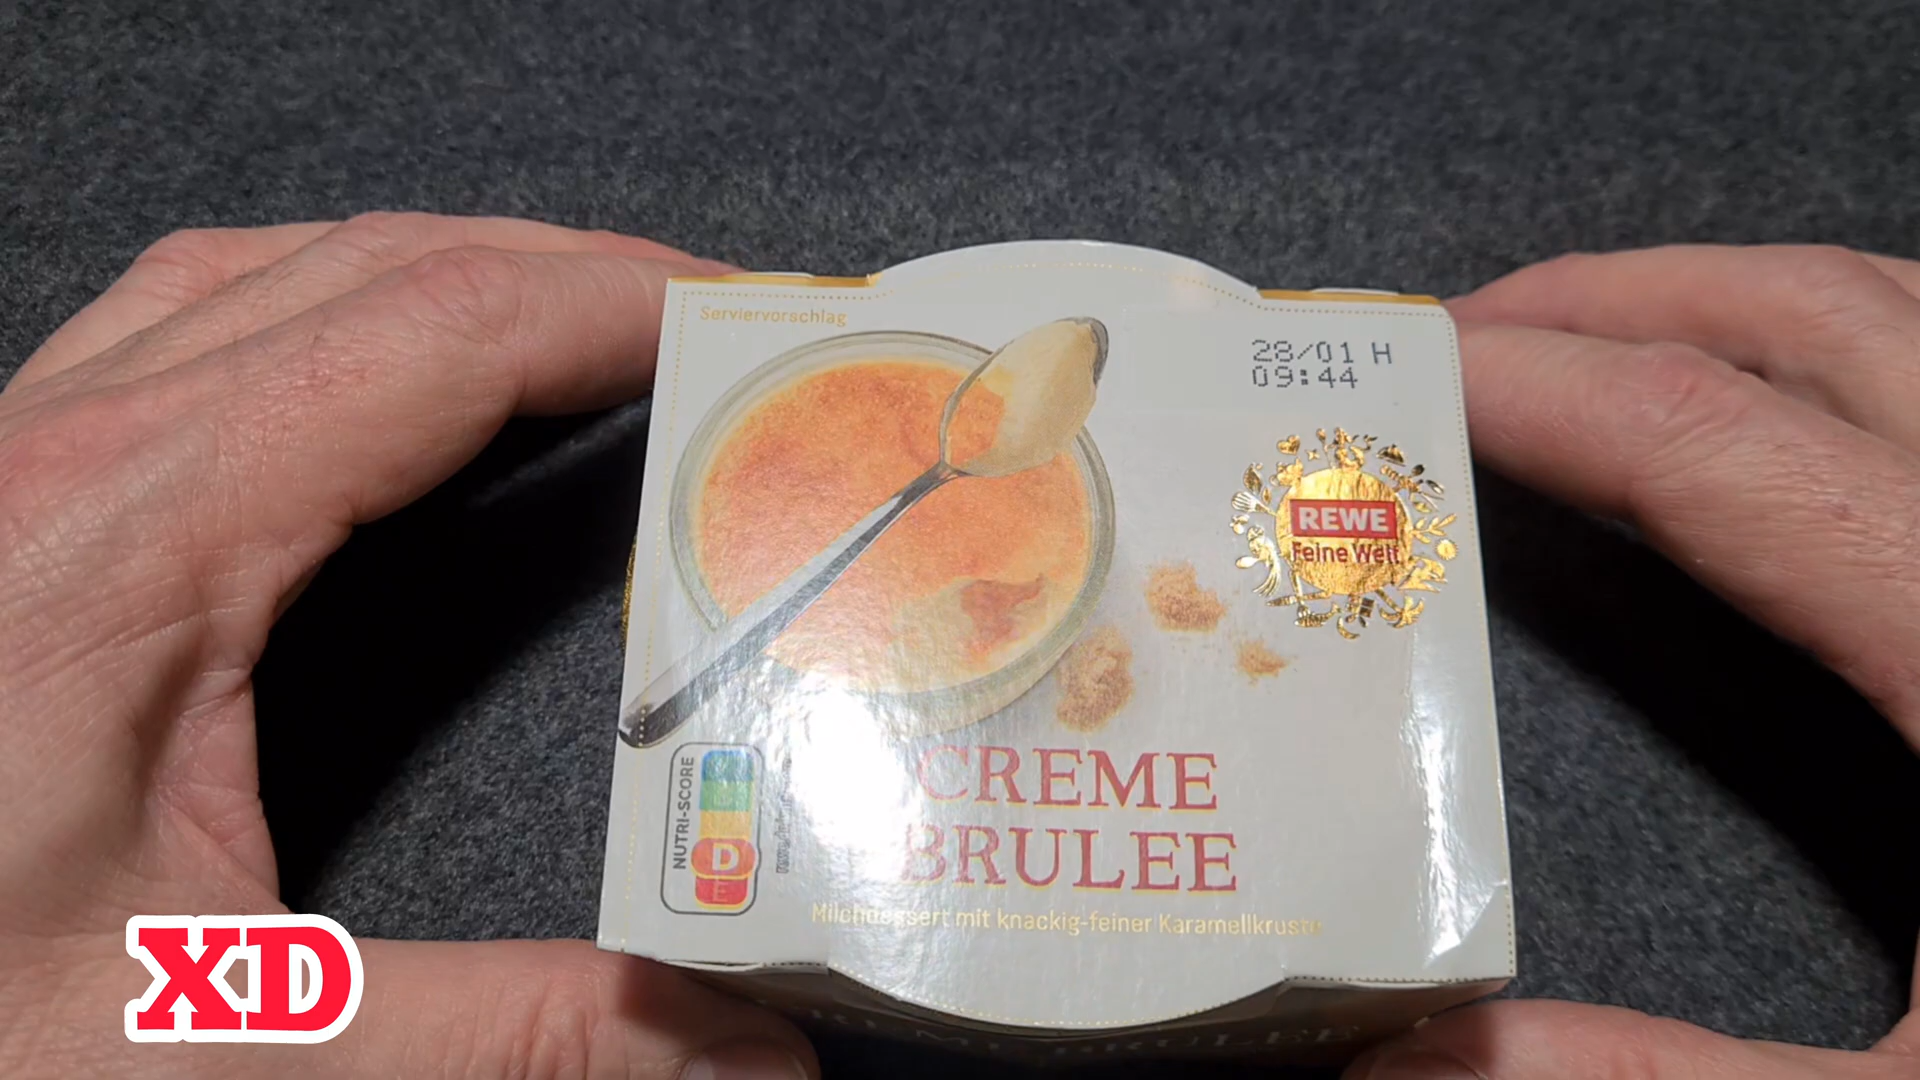 Serviervorschlag
28/01 H
09:44
REWE
Feine Welt
CREME
BRULEE
NUTRI-SCORE
D
E
Milchdessert mit knackig-feiner Karamellkruste
XD